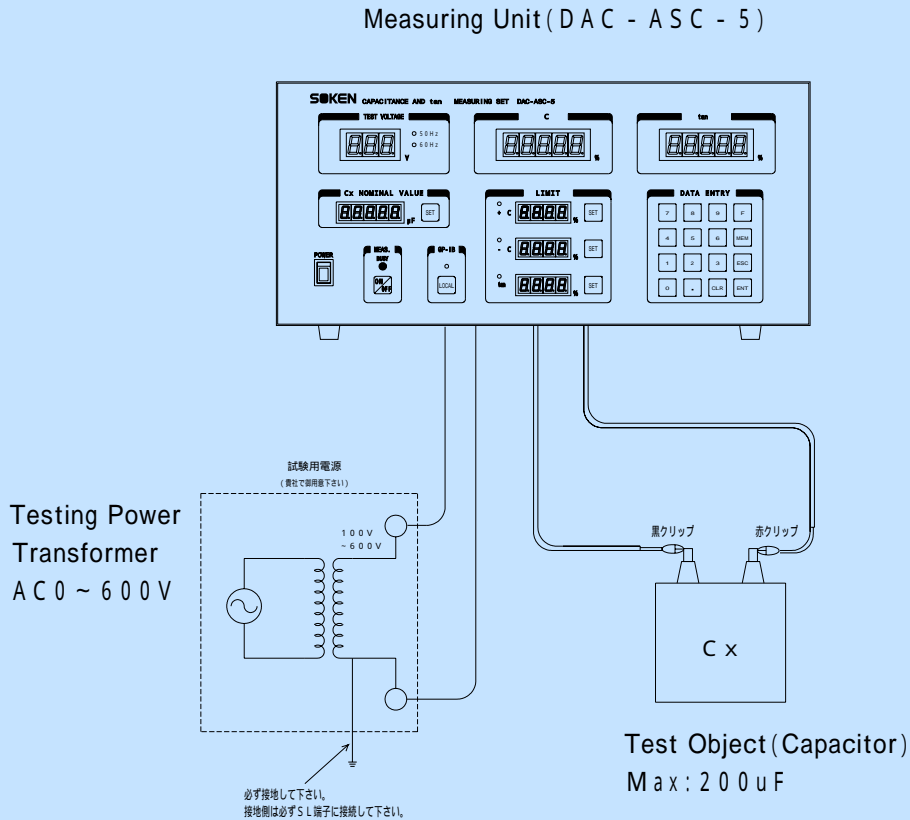 Measuring Unit(DAC-ASC-5)
SOKEN CAPACITANCE AND tan MEASURING SET DAC-ASC-5
TEST VOLTAGE
50Hz
60Hz
V
C
%
tan
%
Cx NOMINAL VALUE
μF
SET
LIMIT
+ C % SET
- C % SET
tan % SET
DATA ENTRY
7 8 9 F
4 5 6 MEM
1 2 3 ESC
0 . CLR ENT
POWER
MEAS.
BUSY
ON/OFF
GP-IB
LOCAL
試験用電源
(貴社で御用意下さい)
100V
~600V
Testing Power
Transformer
AC0~600V
黒クリップ
赤クリップ
Cx
Test Object(Capacitor)
Max:200uF
必ず接地して下さい。
接地側は必ずSL端子に接続して下さい。